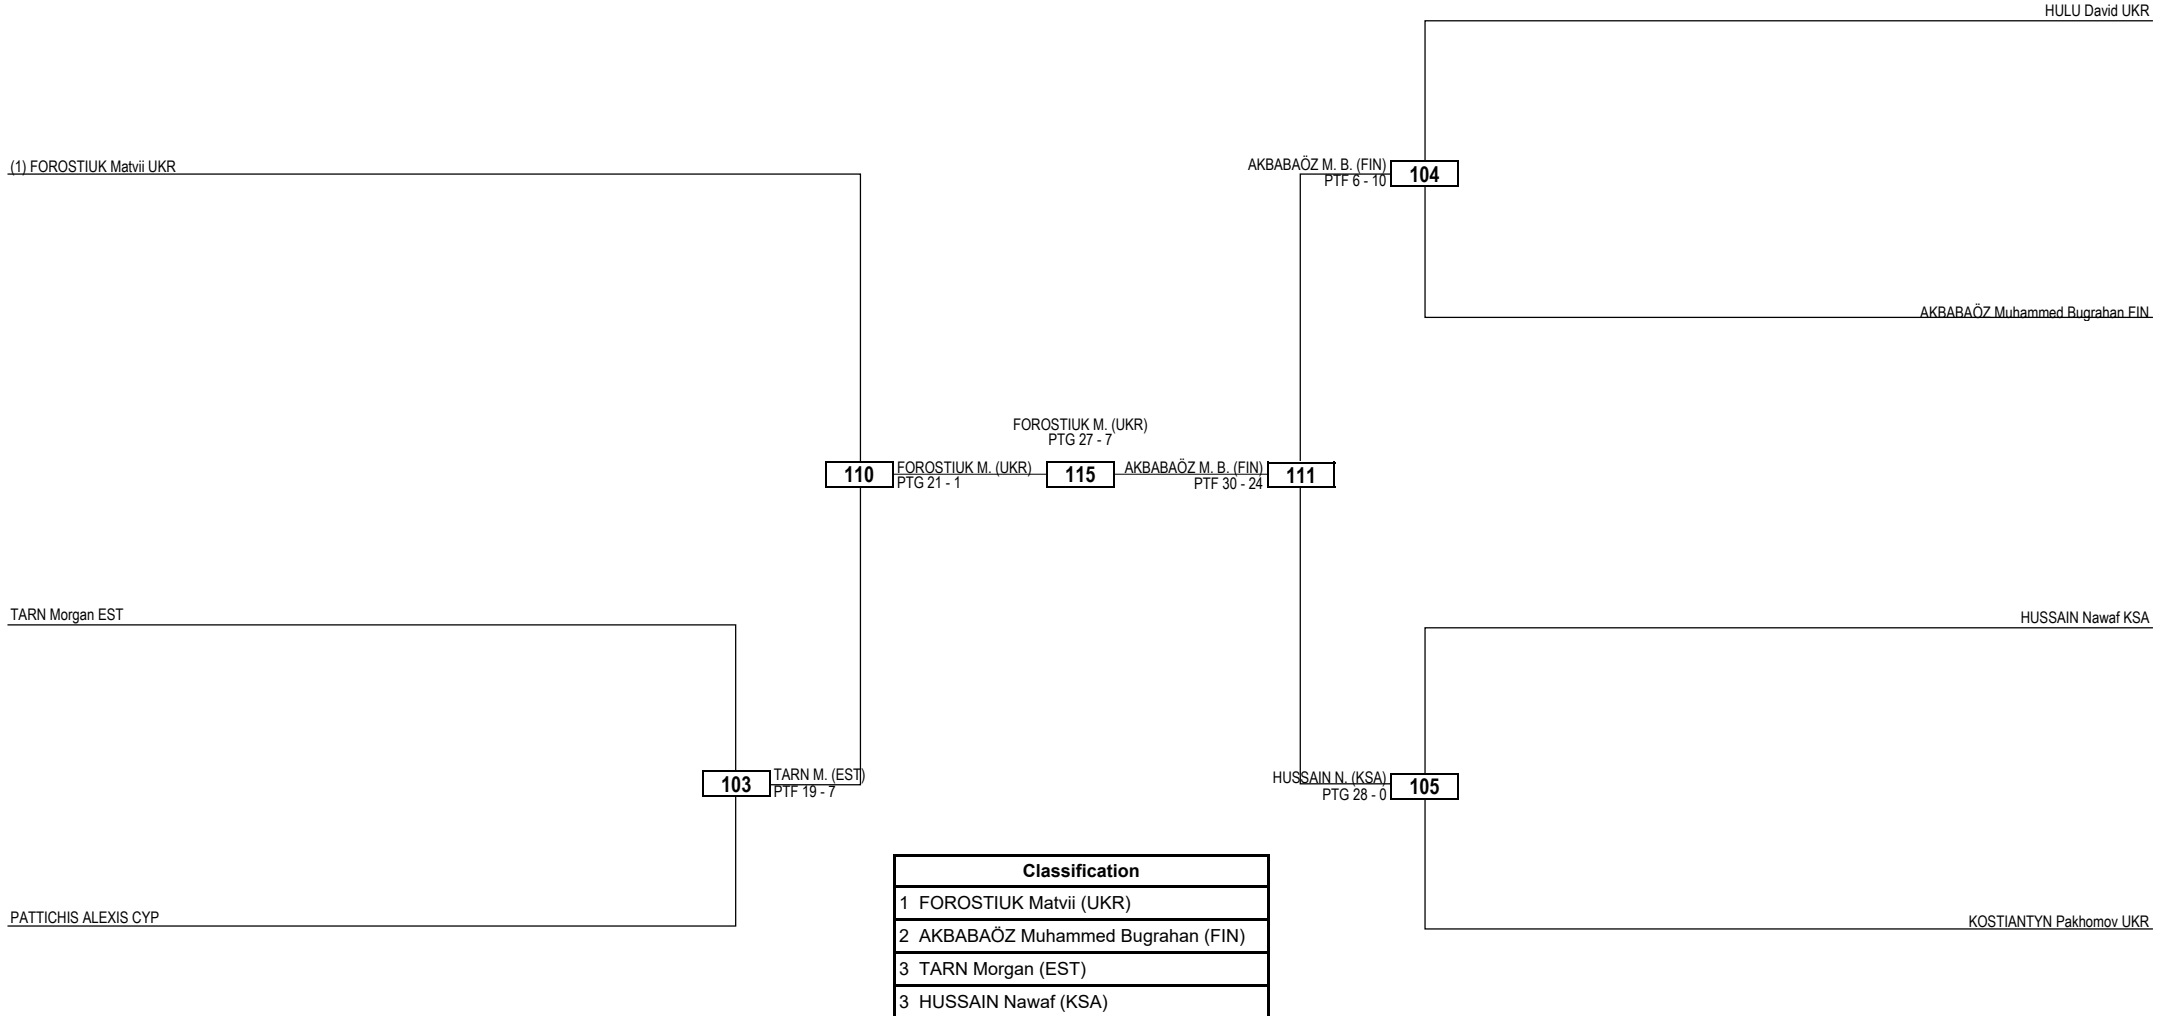 HULU David UKR
(1) FOROSTIUK Matvii UKR
AKBABAÖZ M. B. (FIN)
PTF 6 - 10
104
AKBABAÖZ Muhammed Bugrahan FIN
FOROSTIUK M. (UKR)
PTG 27 - 7
110
FOROSTIUK M. (UKR)
PTG 21 - 1
115
AKBABAÖZ M. B. (FIN)
PTF 30 - 24
111
TARN Morgan EST
HUSSAIN Nawaf KSA
103
TARN M. (EST)
PTF 19 - 7
HUSSAIN N. (KSA)
PTG 28 - 0
105
PATTICHIS ALEXIS CYP
KOSTIANTYN Pakhomov UKR
Classification
1 FOROSTIUK Matvii (UKR)
2 AKBABAÖZ Muhammed Bugrahan (FIN)
3 TARN Morgan (EST)
3 HUSSAIN Nawaf (KSA)